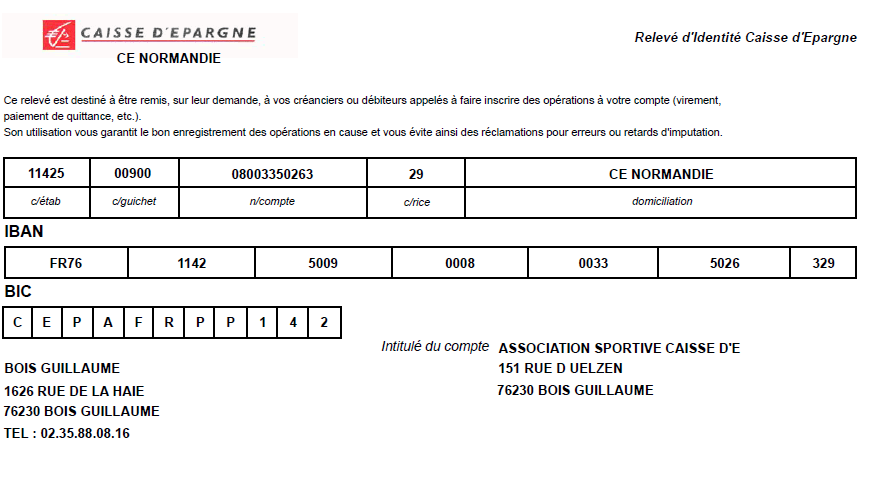 CAISSE D'EPARGNE
CE NORMANDIE
Relevé d'Identité Caisse d'Epargne
Ce relevé est destiné à être remis, sur leur demande, à vos créanciers ou débiteurs appelés à faire inscrire des opérations à votre compte (virement,
paiement de quittance, etc.).
Son utilisation vous garantit le bon enregistrement des opérations en cause et vous évite ainsi des réclamations pour erreurs ou retards d'imputation.
11425 00900 08003350263 29 CE NORMANDIE
c/étab c/guichet n/compte c/rice domiciliation
IBAN
FR76 1142 5009 0008 0033 5026 329
BIC
C E P A F R P P 1 4 2
Intitulé du compte ASSOCIATION SPORTIVE CAISSE D'E
151 RUE D UELZEN
76230 BOIS GUILLAUME
BOIS GUILLAUME
1626 RUE DE LA HAIE
76230 BOIS GUILLAUME
TEL : 02.35.88.08.16